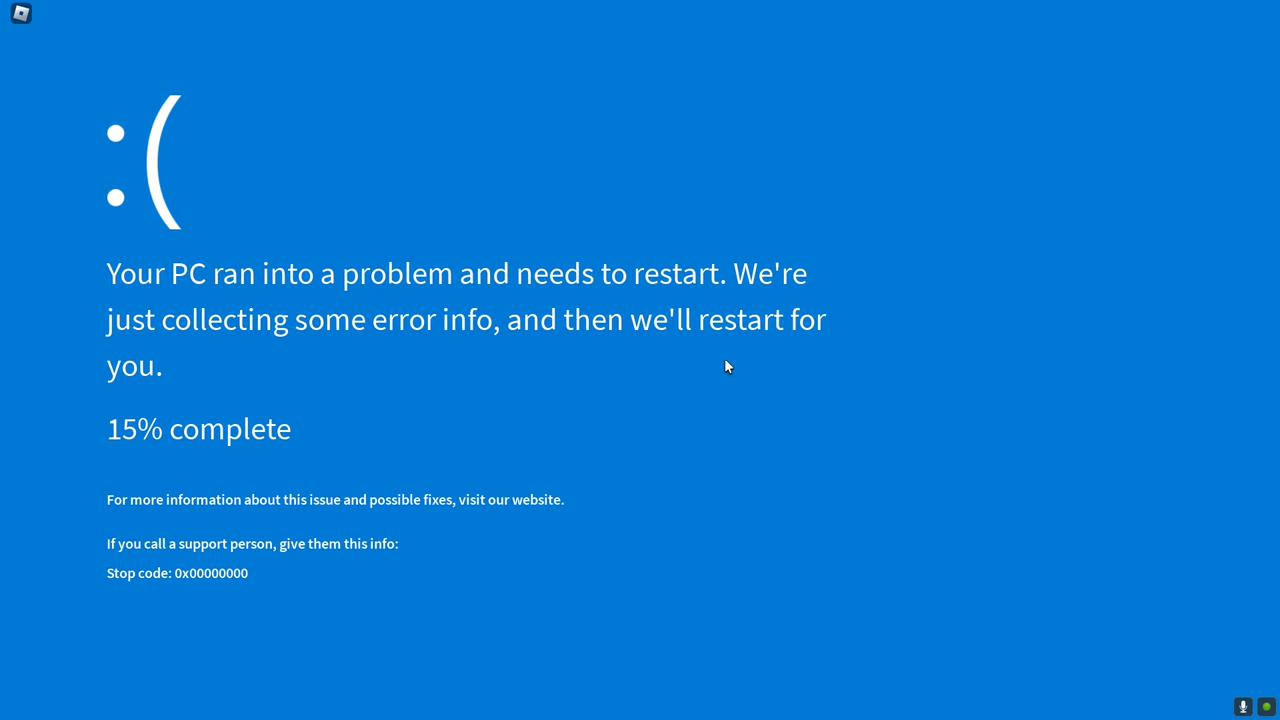 :(
Your PC ran into a problem and needs to restart. We're
just collecting some error info, and then we'll restart for
you.
15% complete
For more information about this issue and possible fixes, visit our website.
If you call a support person, give them this info:
Stop code: 0x00000000